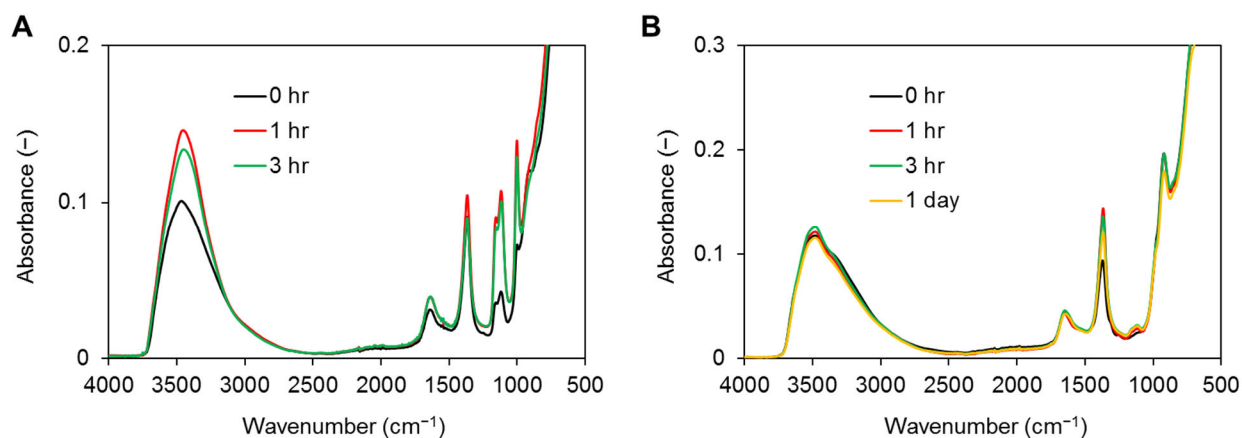 A
0.2
0.1
0
Absorbance (−)
0 hr
1 hr
3 hr
4000 3500 3000 2500 2000 1500 1000 500
Wavenumber (cm⁻¹)
B
0.3
0.2
0.1
0
Absorbance (−)
0 hr
1 hr
3 hr
1 day
4000 3500 3000 2500 2000 1500 1000 500
Wavenumber (cm⁻¹)